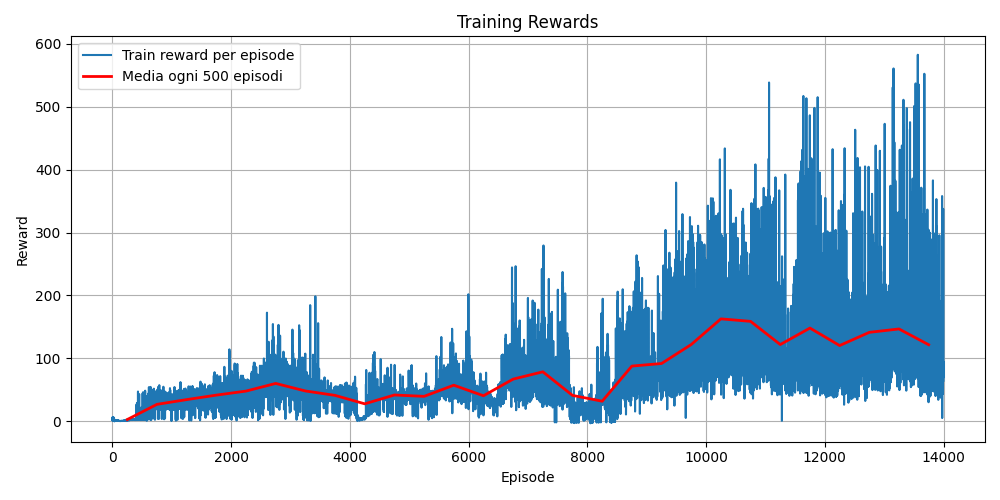 Training Rewards
Train reward per episode
Media ogni 500 episodi
Reward
600
500
400
300
200
100
0
0 2000 4000 6000 8000 10000 12000 14000
Episode